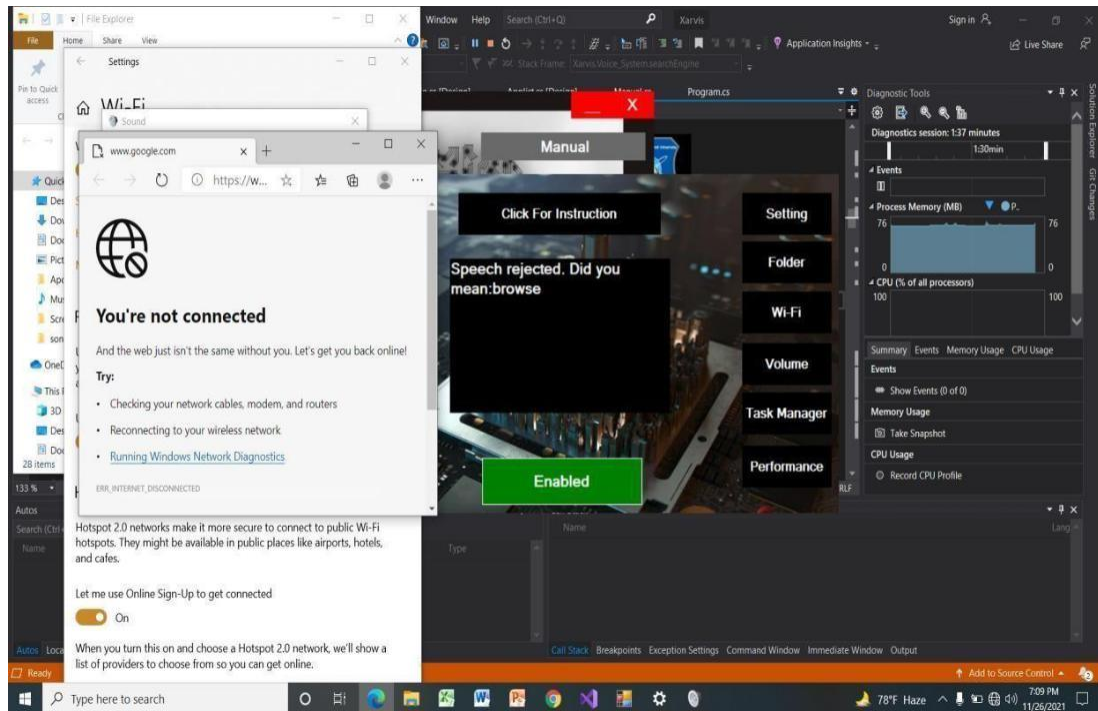 File Explorer
File Home Share View
Pin to Quick
access
Settings
Wi-Fi
Sound
www.google.com
https://w...
You're not connected
And the web just isn't the same without you. Let's get you back online!
Try:
• Checking your network cables, modem, and routers
• Reconnecting to your wireless network
• Running Windows Network Diagnostics
ERR_INTERNET_DISCONNECTED
Quick
OneD
This
3D
28 items
Hotspot 2.0 networks make it more secure to connect to public Wi-Fi
hotspots. They might be available in public places like airports, hotels,
and cafes.
Let me use Online Sign-Up to get connected
On
When you turn this on and choose a Hotspot 2.0 network, we'll show a
list of providers to choose from so you can get online.
Window Help Search (Ctrl+Q) Xarvis Sign in
Application Insights Live Share
Stack Frame: Xarvis.Voice_System.searchEngine
Program.cs
X
Manual
Click For Instruction
Speech rejected. Did you
mean:browse
Enabled
Setting
Folder
Wi-Fi
Volume
Task Manager
Performance
Diagnostic Tools
Diagnostics session: 1:37 minutes
1:30min
Events
Process Memory (MB) P..
76 76
0 0
CPU (% of all processors)
100 100
Summary Events Memory Usage CPU Usage
Events
Show Events (0 of 0)
Memory Usage
Take Snapshot
CPU Usage
Record CPU Profile
Solution Explorer
Git Changes
133 %
Autos
Search (Ctrl+
Name Type
Name Lang
Autos Loca
Call Stack Breakpoints Exception Settings Command Window Immediate Window Output
Ready Add to Source Control
Type here to search
78°F Haze
7:09 PM
11/26/2021